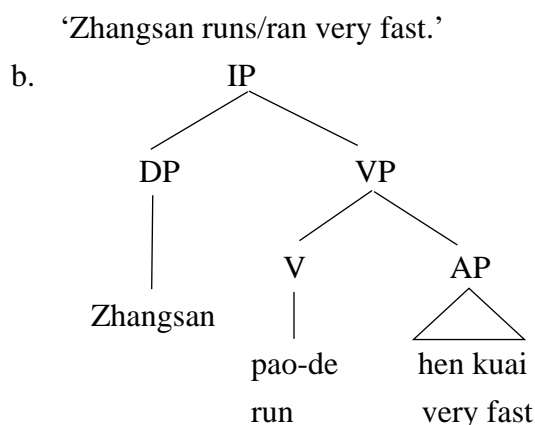 ‘Zhangsan runs/ran very fast.’
b. IP
DP VP
V AP
Zhangsan
pao-de hen kuai
run very fast